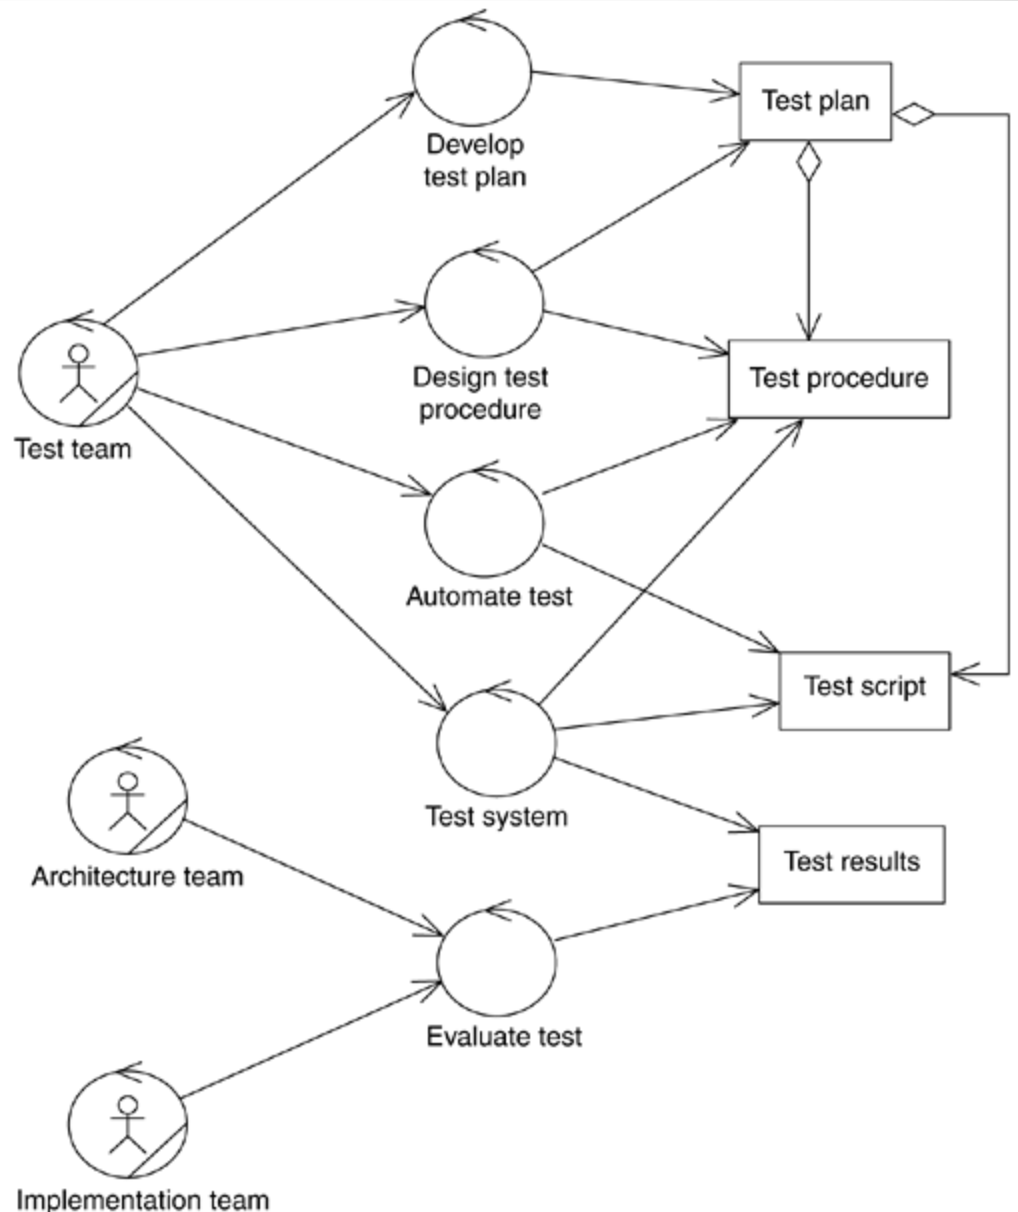 Develop
test plan
Test plan
Design test
procedure
Test procedure
Test team
Automate test
Test script
Test system
Test results
Architecture team
Evaluate test
Implementation team